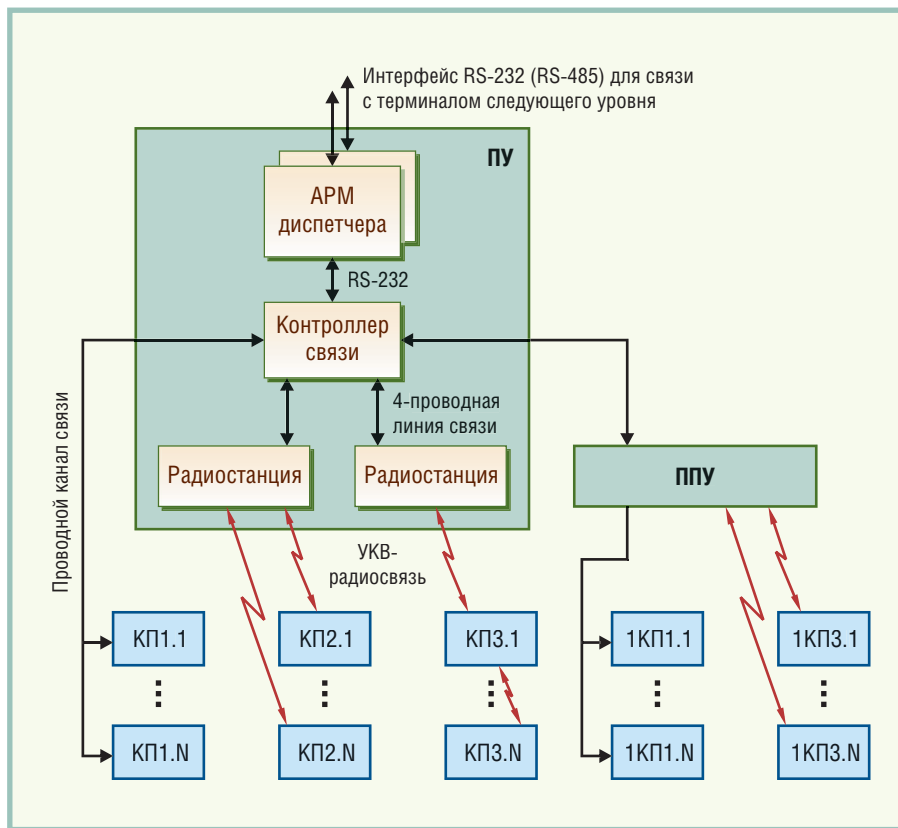 Интерфейс RS-232 (RS-485) для связи
с терминалом следующего уровня
ПУ
АРМ
диспетчера
RS-232
Контроллер
связи
4-проводная
линия связи
Проводной канал связи
Радиостанция
Радиостанция
ППУ
УКВ-
радиосвязь
КП1.1
КП2.1
КП3.1
1КП1.1
1КП3.1
КП1.N
КП2.N
КП3.N
1КП1.N
1КП3.N